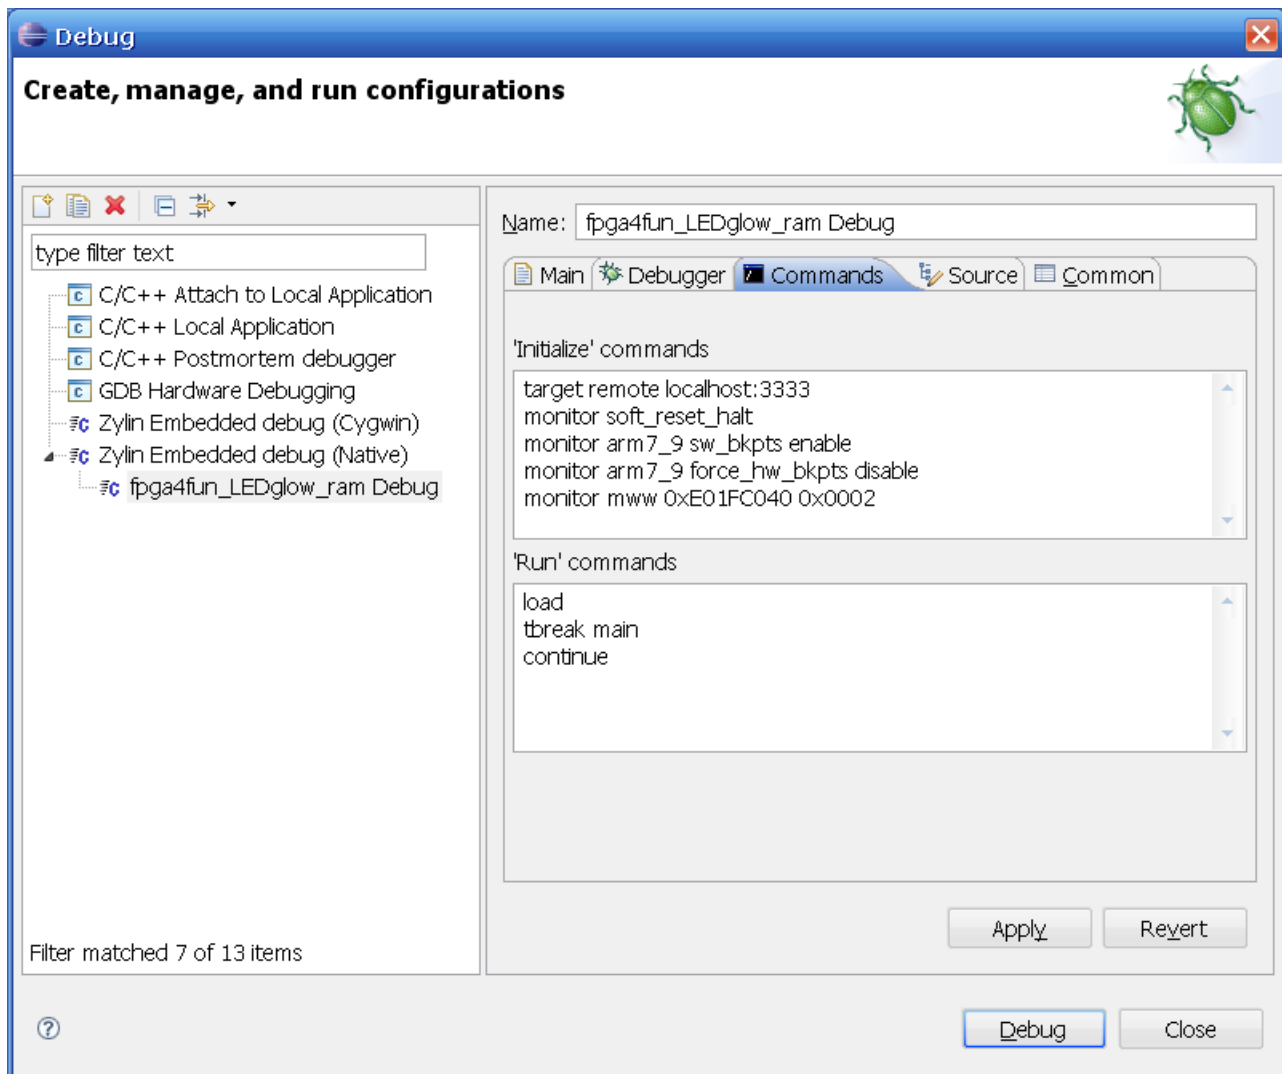 Debug
Create, manage, and run configurations
type filter text
C/C++ Attach to Local Application
C/C++ Local Application
C/C++ Postmortem debugger
GDB Hardware Debugging
Zylin Embedded debug (Cygwin)
Zylin Embedded debug (Native)
fpga4fun_LEDglow_ram Debug
Filter matched 7 of 13 items
Name: fpga4fun_LEDglow_ram Debug
Main Debugger Commands Source Common
'Initialize' commands
target remote localhost:3333
monitor soft_reset_halt
monitor arm7_9 sw_bkpts enable
monitor arm7_9 force_hw_bkpts disable
monitor mww 0xE01FC040 0x0002
'Run' commands
load
tbreak main
continue
Apply Revert
Debug Close